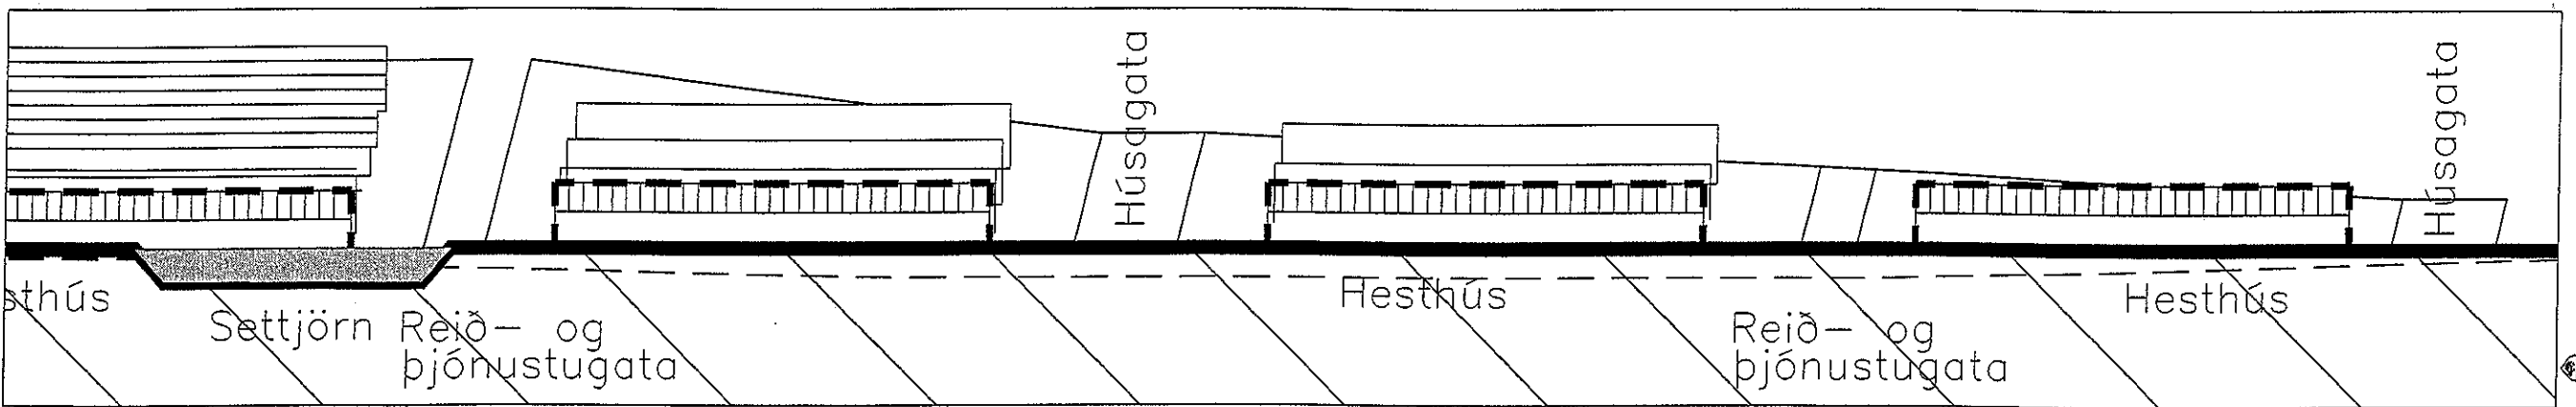 Húsagata
Húsagata
sthús
Hesthús
Hesthús
Settjörn
Reið- og
þjónustugata
Reið- og
þjónustugata